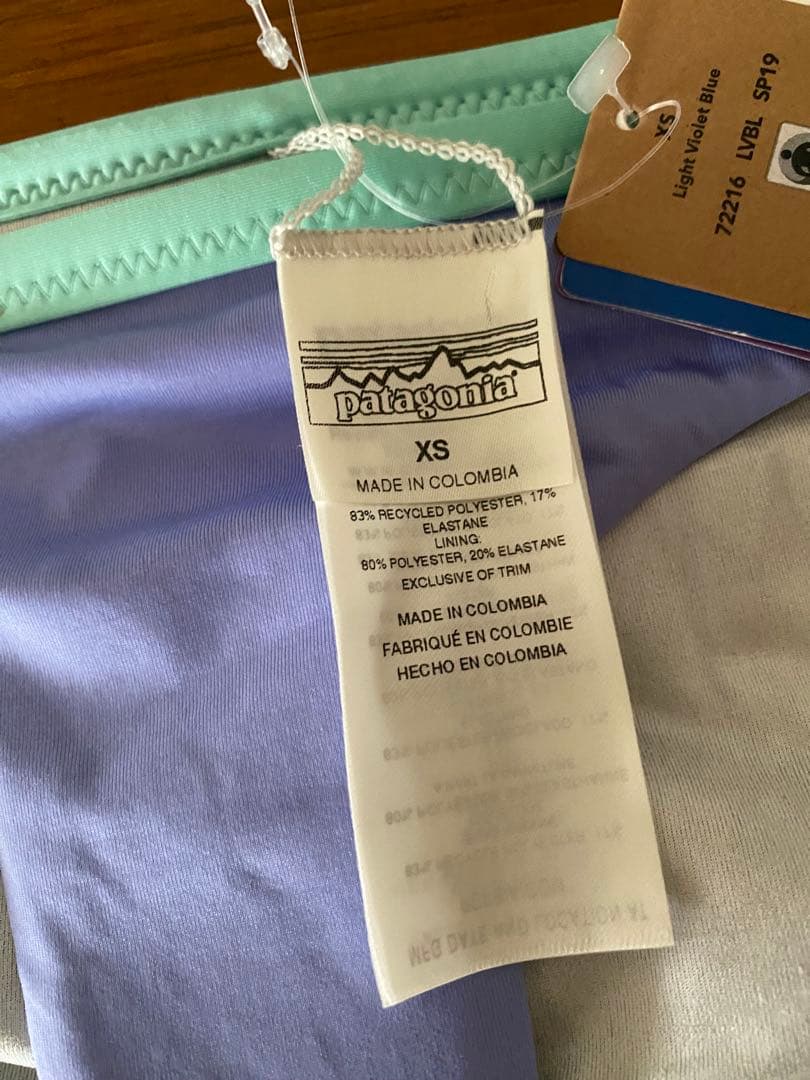 XS
Light Violet Blue
72216 LVBL SP19
patagonia®
XS
MADE IN COLOMBIA
83% RECYCLED POLYESTER, 17%
ELASTANE
LINING:
80% POLYESTER, 20% ELASTANE
EXCLUSIVE OF TRIM
MADE IN COLOMBIA
FABRIQUÉ EN COLOMBIE
HECHO EN COLOMBIA